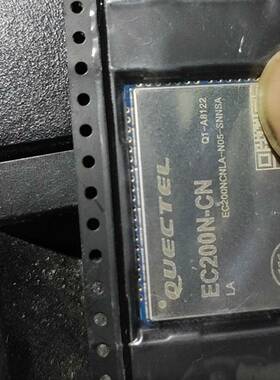 QUECTEL
EC200N-CN
LA
Q1-A8122
EC200NCNLA-N05-SNNSA